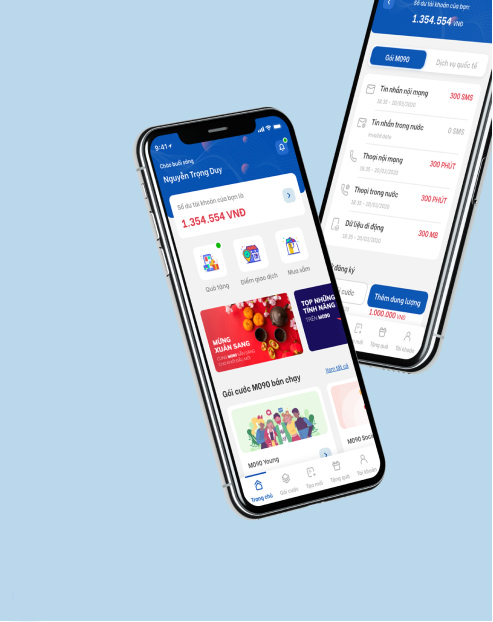 9:41
Chào buổi sáng,
Nguyễn Trọng Duy
Số dư tài khoản của bạn là
1.354.554 VND
Quà tặng
Điểm giao dịch
Mua sắm
MỪNG
XUÂN SANG
TOP NHỮNG
TÍNH NĂNG
TRÊN M090
Gói cước M090 bán chạy
Xem tất cả
M090 Young
Trang chủ
Gói cước
Tạo mới
Tặng quà
Tài khoản
Số dư tài khoản của bạn:
1.354.554 VND
Gói M090
Dịch vụ quốc tế
Tin nhắn nội mạng
300 SMS
Tin nhắn trong nước
0 SMS
Thoại nội mạng
300 PHÚT
Thoại trong nước
300 PHÚT
Dữ liệu di động
300 MB
đăng ký
cước
Thêm dung lượng
1.000.000 VND
mới
Tặng quà
Tài khoản